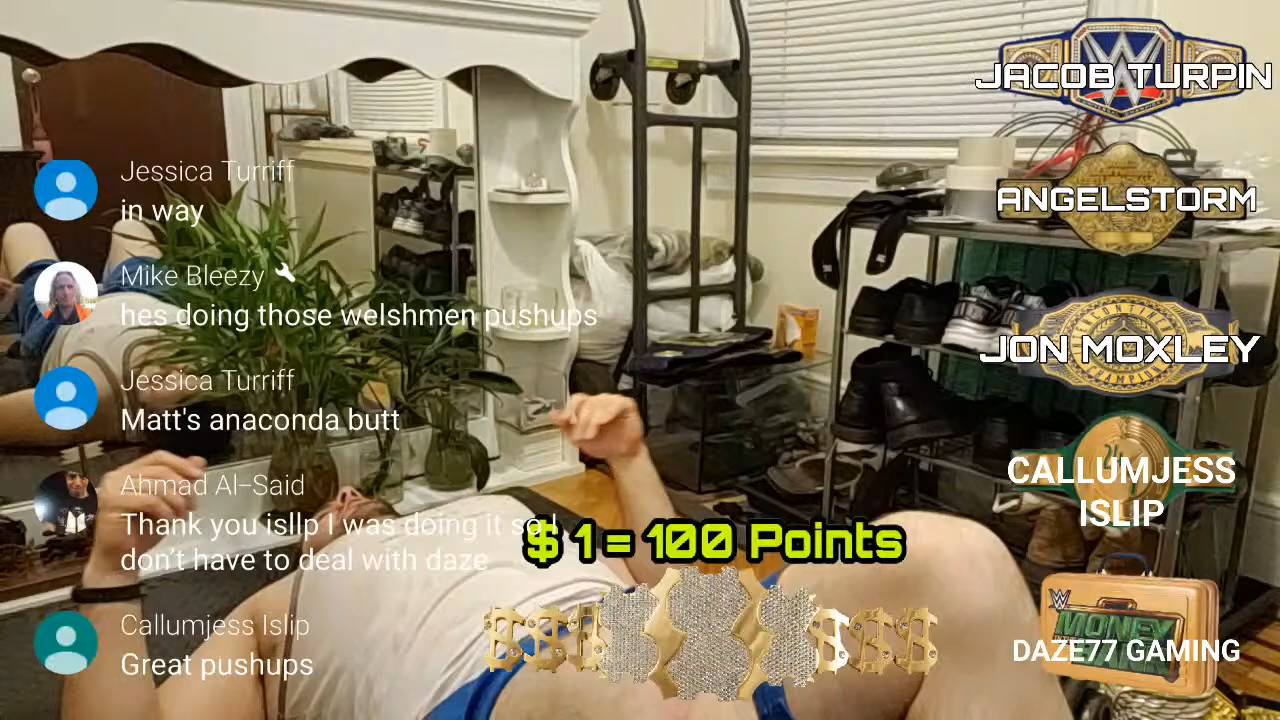 Jessica Turriff
in way
Mike Bleezy
hes doing those welshmen pushups
Jessica Turriff
Matt's anaconda butt
Ahmad Al-Said
Thank you isllp I was doing it so I
don't have to deal with daze
Callumjess Islip
Great pushups
$ 1 = 100 Points
JACOB TURPIN
ANGELSTORM
JON MOXLEY
CALLUMJESS
ISLIP
W
MONEY
DAZE77 GAMING